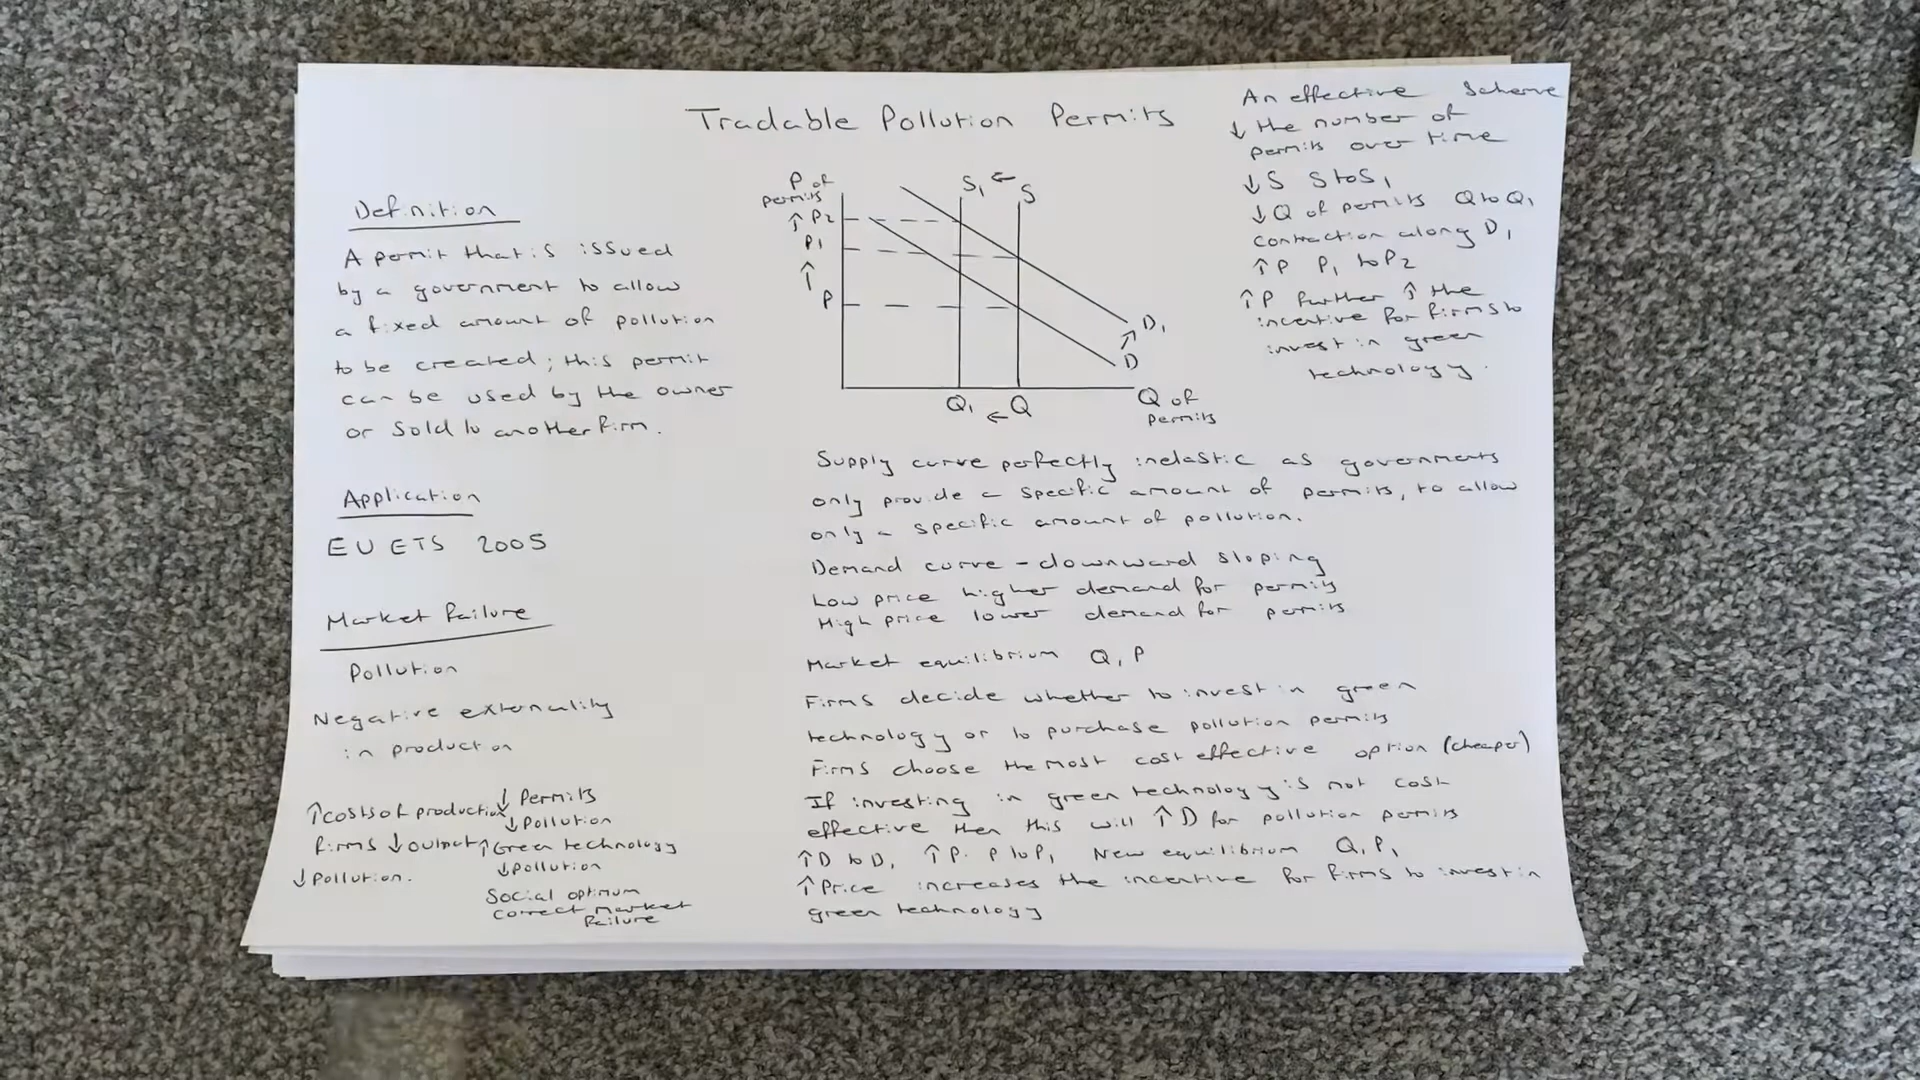 Tradable Pollution Permits
Definition
A permit that is issued
by a government to allow
a fixed amount of pollution
to be created; this permit
can be used by the owner
or sold to another firm.
Application
EU ETS 2005
Market failure
Pollution
Negative externality
in production
↑costs of production
firms ↓output
↓Pollution.
↓Permits
↓Pollution
↑Green technology
↓Pollution
Social optimum
correct market
failure
P of
permits
↑ P2
P1
↑
P
S1 ← S
D1
↗
D
Q1 ← Q
Q of
permits
An effective scheme
↓ the number of
permits over time
↓S S to S1
↓Q of permits Q to Q1
contraction along D1
↑P P1 to P2
↑P further ↑ the
incentive for firms to
invest in green
technology.
Supply curve perfectly inelastic as governments
only provide a specific amount of permits, to allow
only a specific amount of pollution.
Demand curve - downward sloping
Low price higher demand for permits
High price lower demand for permits
Market equilibrium Q, P
Firms decide whether to invest in green
technology or to purchase pollution permits
Firms choose the most cost effective option (cheaper)
If investing in green technology is not cost
effective then this will ↑D for pollution permits
↑D to D1 ↑P. P to P1 New equilibrium Q, P1
↑Price increases the incentive for firms to invest in
green technology